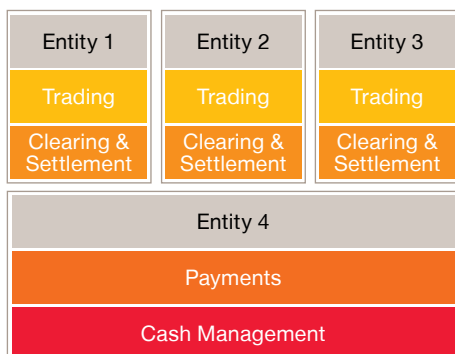 Entity 1
Entity 2
Entity 3
Trading
Trading
Trading
Clearing &
Settlement
Clearing &
Settlement
Clearing &
Settlement
Entity 4
Payments
Cash Management